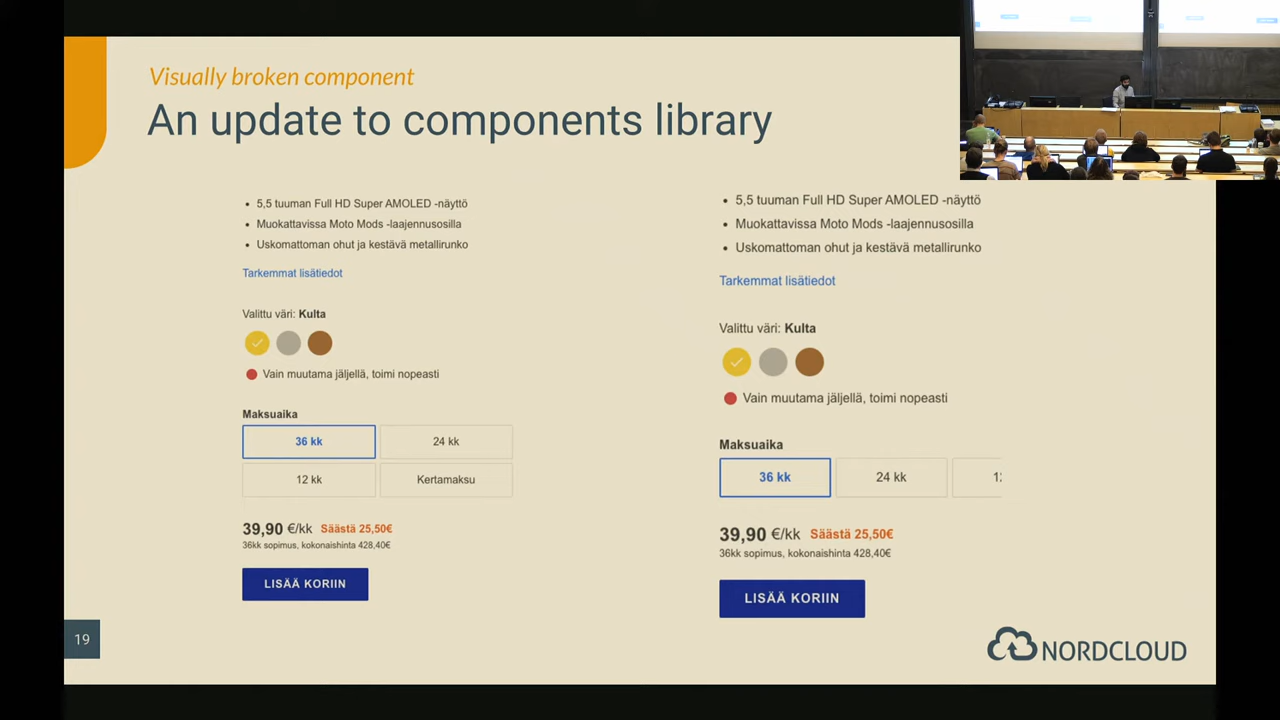 Visually broken component
An update to components library
5,5 tuuman Full HD Super AMOLED -näyttö
Muokattavissa Moto Mods -laajennusosilla
Uskomattoman ohut ja kestävä metallirunko
Tarkemmat lisätiedot
Valittu väri: Kulta
Vain muutama jäljellä, toimi nopeasti
Maksuaika
36 kk 24 kk
12 kk Kertamaksu
39,90 €/kk Säästä 25,50€
36kk sopimus, kokonaishinta 428,40€
LISÄÄ KORIIN
5,5 tuuman Full HD Super AMOLED -näyttö
Muokattavissa Moto Mods -laajennusosilla
Uskomattoman ohut ja kestävä metallirunko
Tarkemmat lisätiedot
Valittu väri: Kulta
Vain muutama jäljellä, toimi nopeasti
Maksuaika
36 kk 24 kk
39,90 €/kk Säästä 25,50€
36kk sopimus, kokonaishinta 428,40€
LISÄÄ KORIIN
19
NORDCLOUD